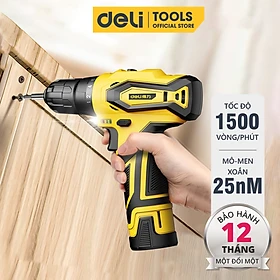 deli TOOLS
OFFICIAL STORE
TỐC ĐỘ
1500
VÒNG/PHÚT
MÔ-MEN
XOẮN
25nM
BẢO HÀNH
12
THÁNG
MỘT ĐỔI MỘT
deli